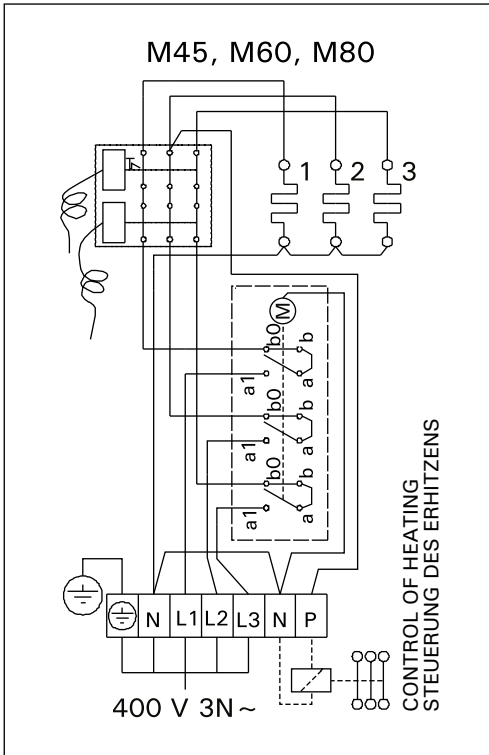 M45, M60, M80
1 2 3
M
b0 b
a1 a
b0 b
a1 a
b0 b
a1 a
N L1 L2 L3 N P
400 V 3N ~
CONTROL OF HEATING
STEUERUNG DES ERHITZENS